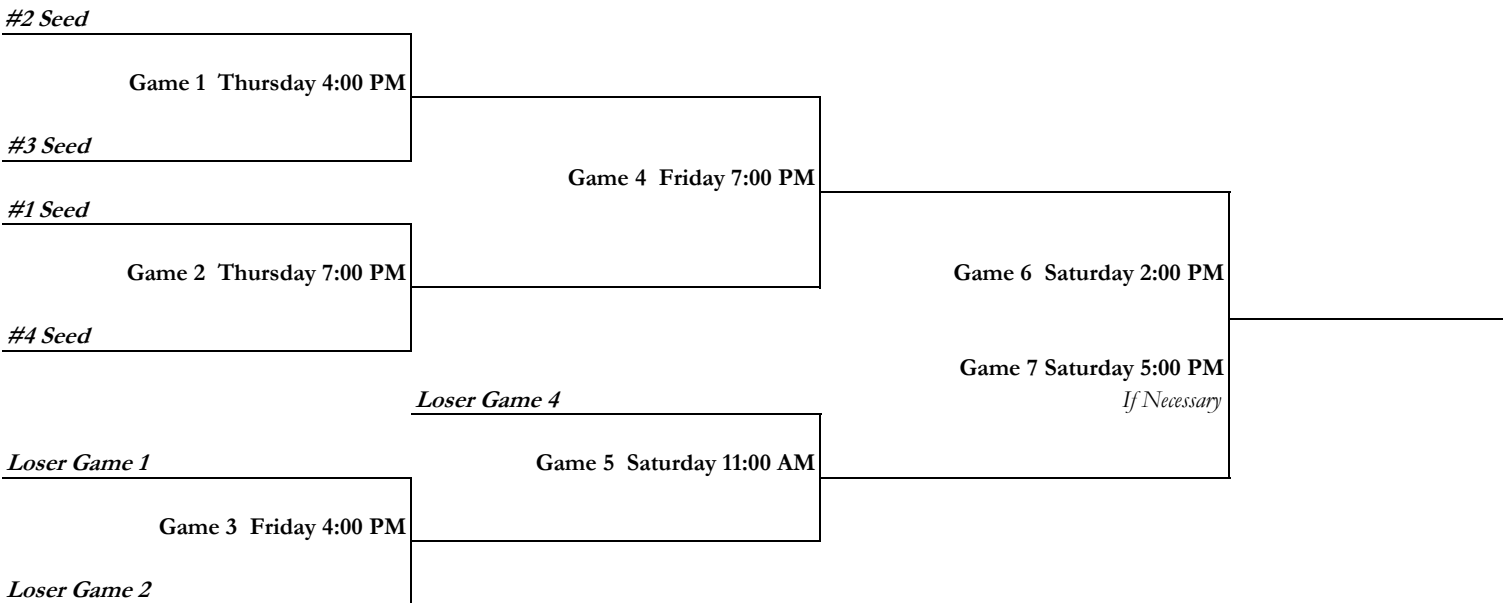 #2 Seed
Game 1 Thursday 4:00 PM
#3 Seed
Game 4 Friday 7:00 PM
#1 Seed
Game 2 Thursday 7:00 PM
Game 6 Saturday 2:00 PM
#4 Seed
Game 7 Saturday 5:00 PM
If Necessary
Loser Game 4
Loser Game 1
Game 5 Saturday 11:00 AM
Game 3 Friday 4:00 PM
Loser Game 2